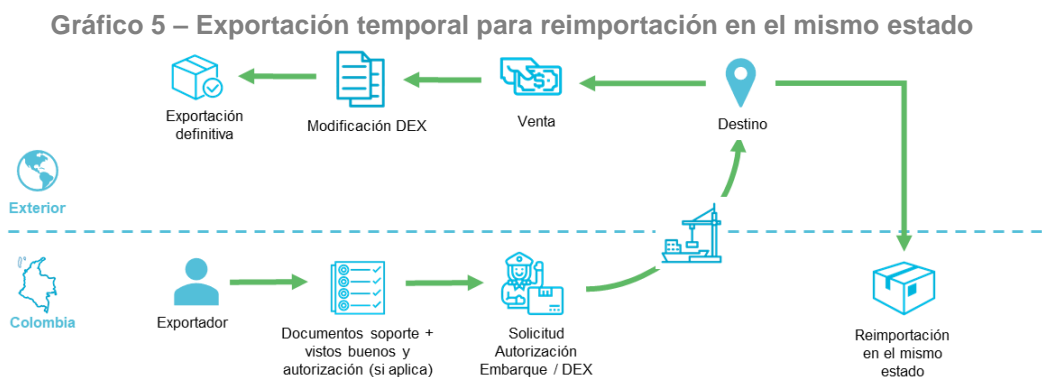 Gráfico 5 – Exportación temporal para reimportación en el mismo estado
Exportación
definitiva
Modificación DEX
Venta
$
Destino
Exterior
Colombia
Exportador
Documentos soporte +
vistos buenos y
autorización (si aplica)
Solicitud
Autorización
Embarque / DEX
Reimportación
en el mismo
estado